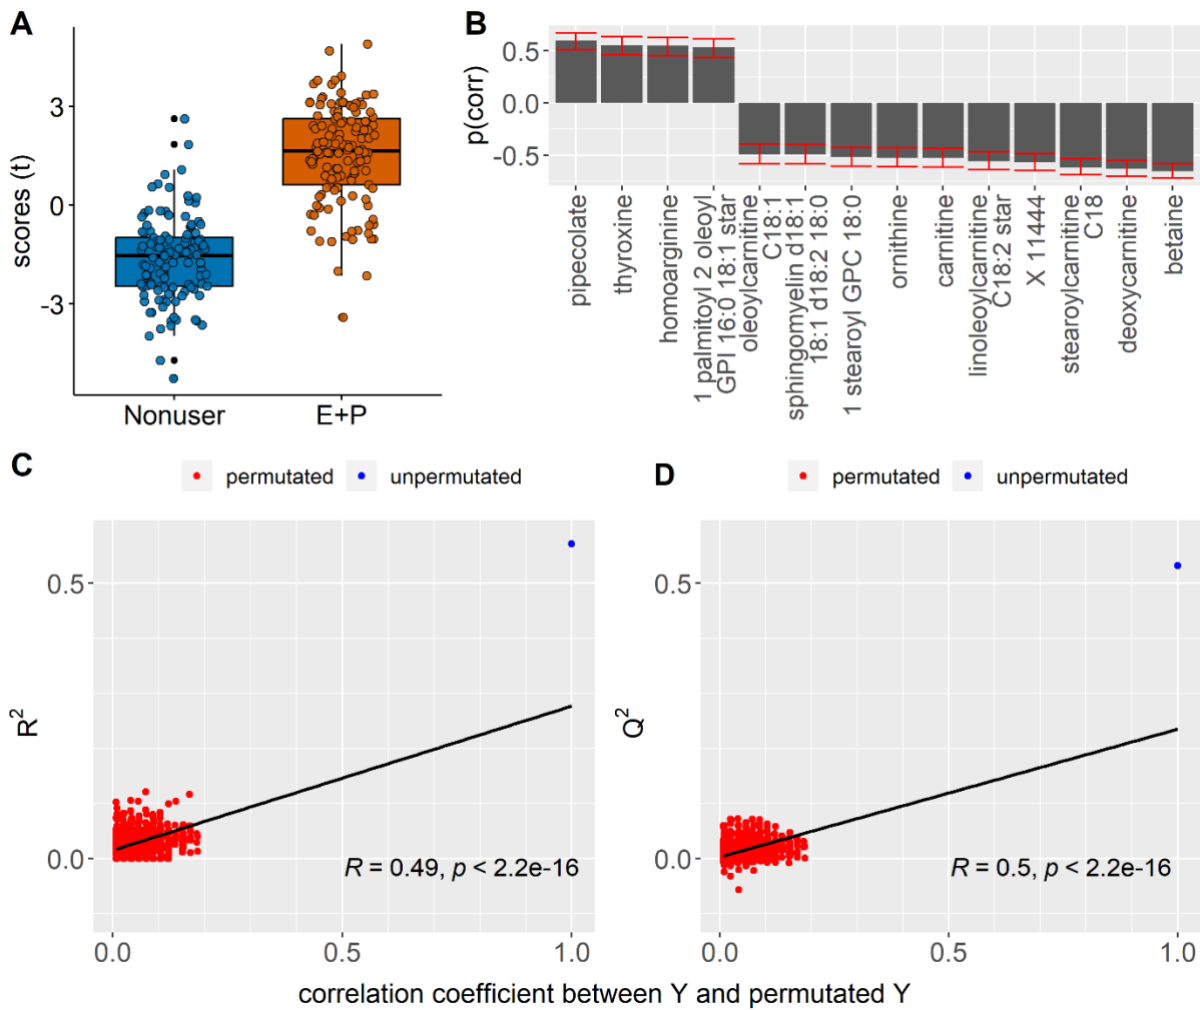 A
scores (t)
3
0
-3
Nonuser
E+P
B
p(corr)
0.5
0.0
-0.5
pipecolate
thyroxine
homoarginine
1 palmitoyl 2 oleoyl
GPI 16:0 18:1 star
oleoylcarnitine
C18:1
sphingomyelin d18:1
18:1 d18:2 18:0
1 stearoyl GPC 18:0
ornithine
carnitine
linoleoylcarnitine
C18:2 star
X 11444
stearoylcarnitine
C18
deoxycarnitine
betaine
C
permutated
unpermutated
R²
0.5
0.0
R = 0.49, p < 2.2e-16
0.0
0.5
1.0
D
permutated
unpermutated
Q²
0.5
0.0
R = 0.5, p < 2.2e-16
0.0
0.5
1.0
correlation coefficient between Y and permutated Y